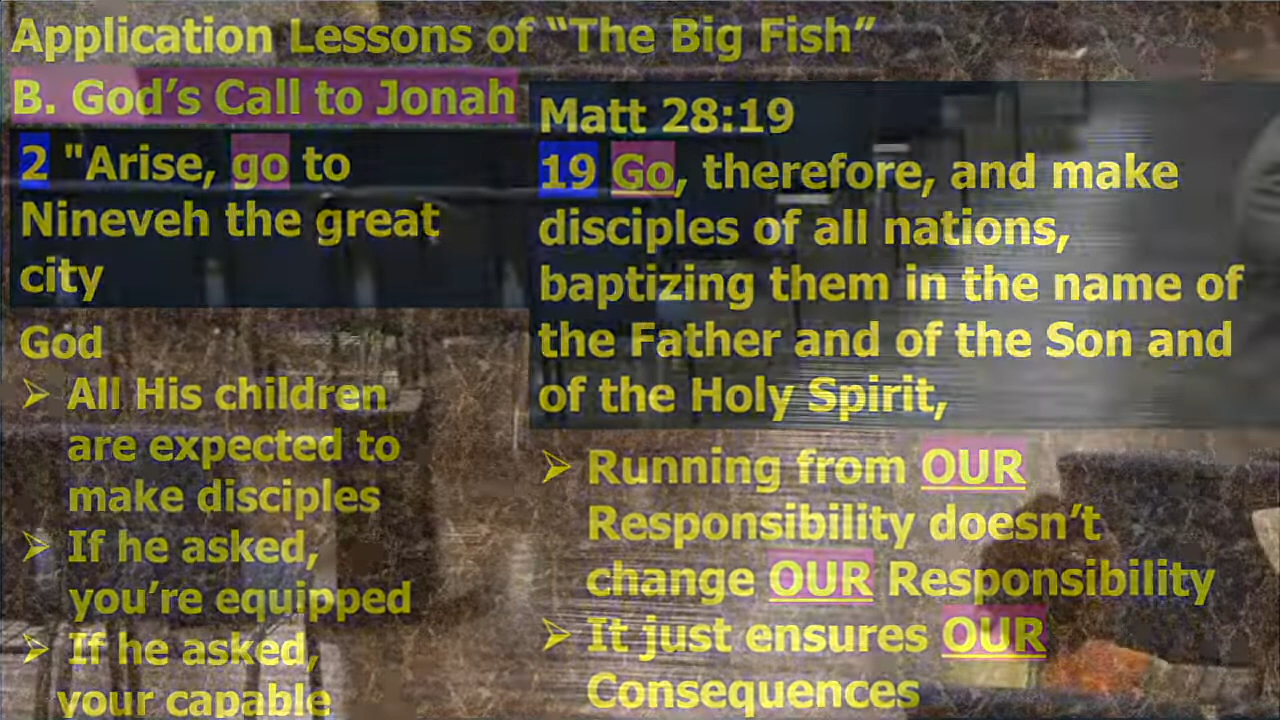 Application Lessons of “The Big Fish”
B. God’s Call to Jonah
2 "Arise, go to
Nineveh the great
city
God
➢ All His children
are expected to
make disciples
➢ If he asked,
you’re equipped
➢ If he asked,
your capable
Matt 28:19
19 Go, therefore, and make
disciples of all nations,
baptizing them in the name of
the Father and of the Son and
of the Holy Spirit,
➢ Running from OUR
Responsibility doesn’t
change OUR Responsibility
➢ It just ensures OUR
Consequences